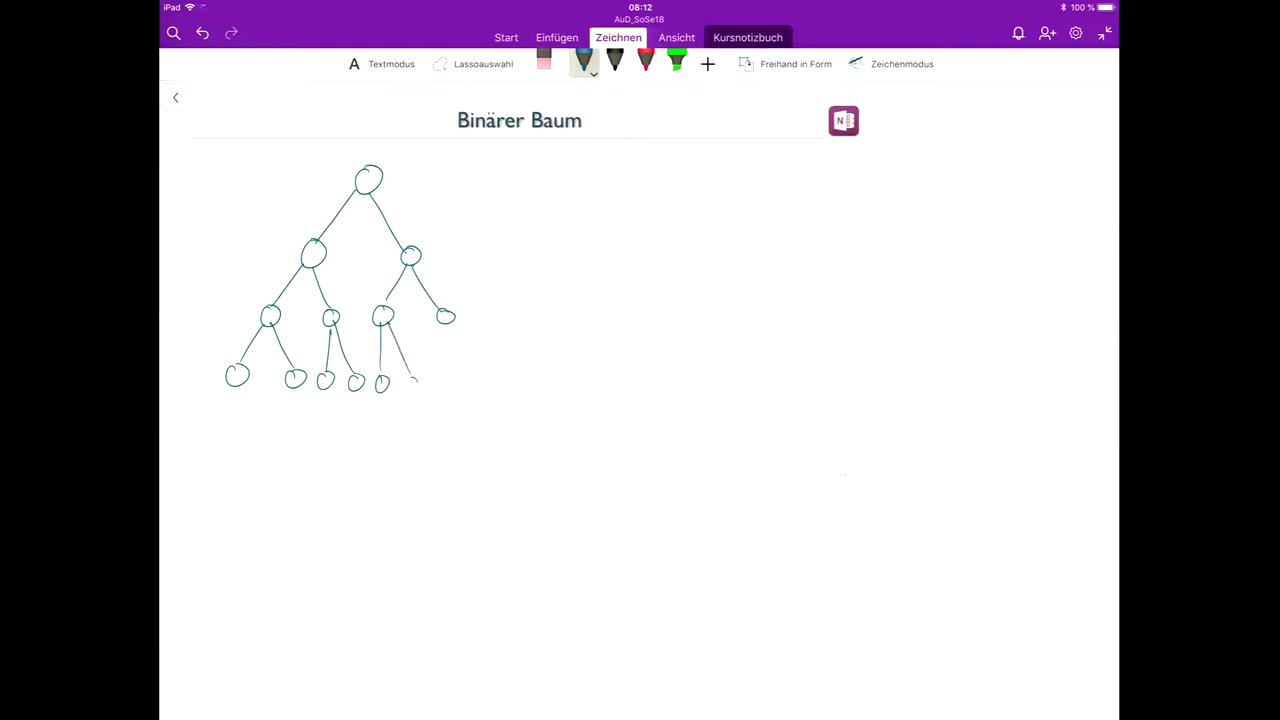 iPad
08:12
100 %
AuD_SoSe18
Start
Einfügen
Zeichnen
Ansicht
Kursnotizbuch
A
Textmodus
Lassoauswahl
Freihand in Form
Zeichenmodus
Binärer Baum
N